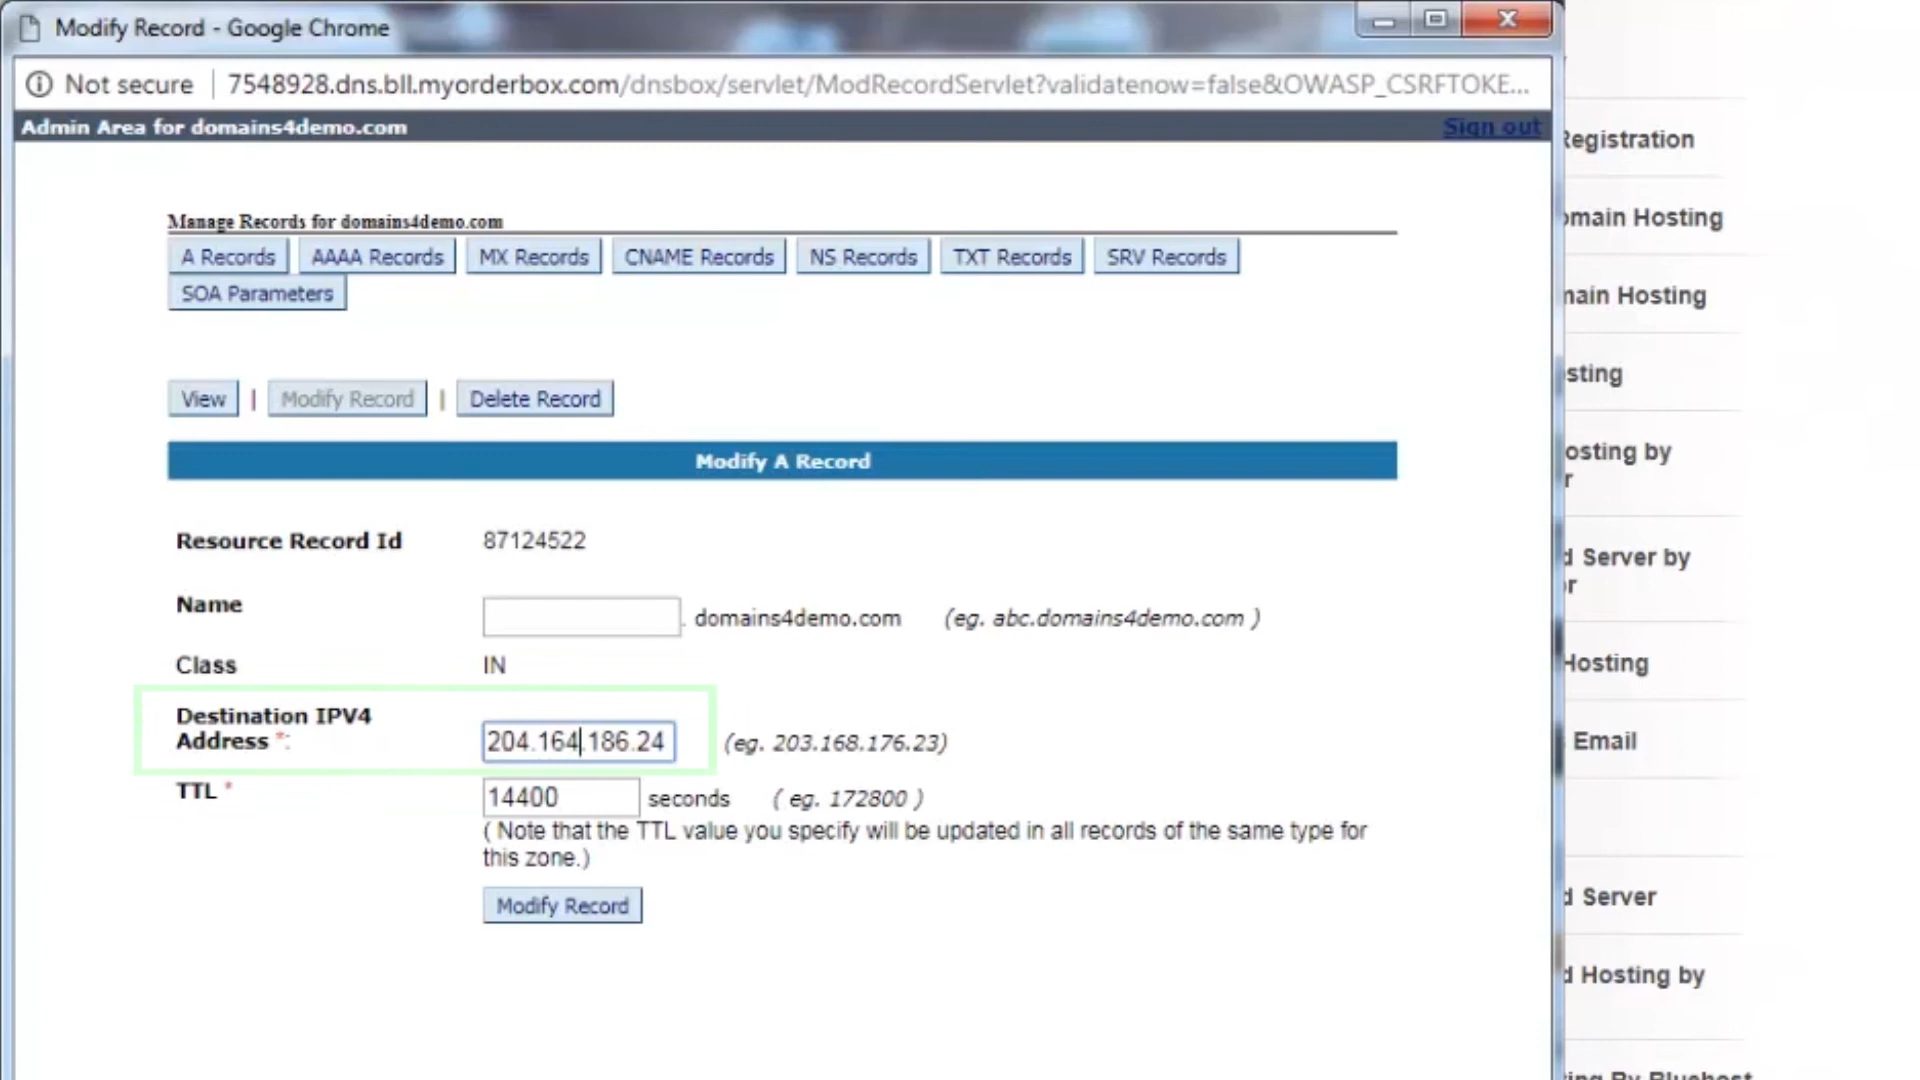 Modify Record - Google Chrome
Not secure | 7548928.dns.bll.myorderbox.com/dnsbox/servlet/ModRecordServlet?validatenow=false&OWASP_CSRFTOKE...
Admin Area for domains4demo.com Sign out
Manage Records for domains4demo.com
A Records AAAA Records MX Records CNAME Records NS Records TXT Records SRV Records
SOA Parameters
View | Modify Record | Delete Record
Modify A Record
Resource Record Id 87124522
Name . domains4demo.com (eg. abc.domains4demo.com )
Class IN
Destination IPV4
Address *: 204.164.186.24 (eg. 203.168.176.23)
TTL * 14400 seconds ( eg. 172800 )
( Note that the TTL value you specify will be updated in all records of the same type for
this zone.)
Modify Record
Registration
omain Hosting
main Hosting
sting
osting by
r
d Server by
or
Hosting
Email
d Server
d Hosting by